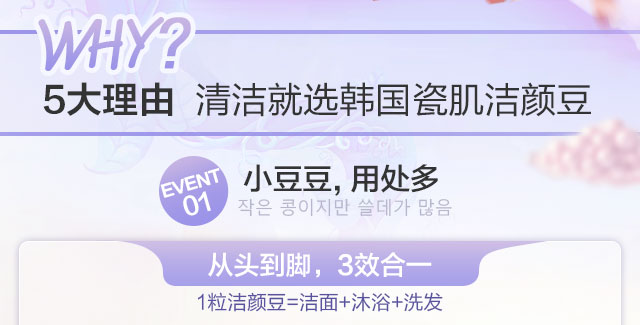 WHY?
5大理由 清洁就选韩国瓷肌洁颜豆
EVENT
01
小豆豆,用处多
작은 콩이지만 쓸데가 많음
从头到脚，3效合一
1粒洁颜豆=洁面+沐浴+洗发